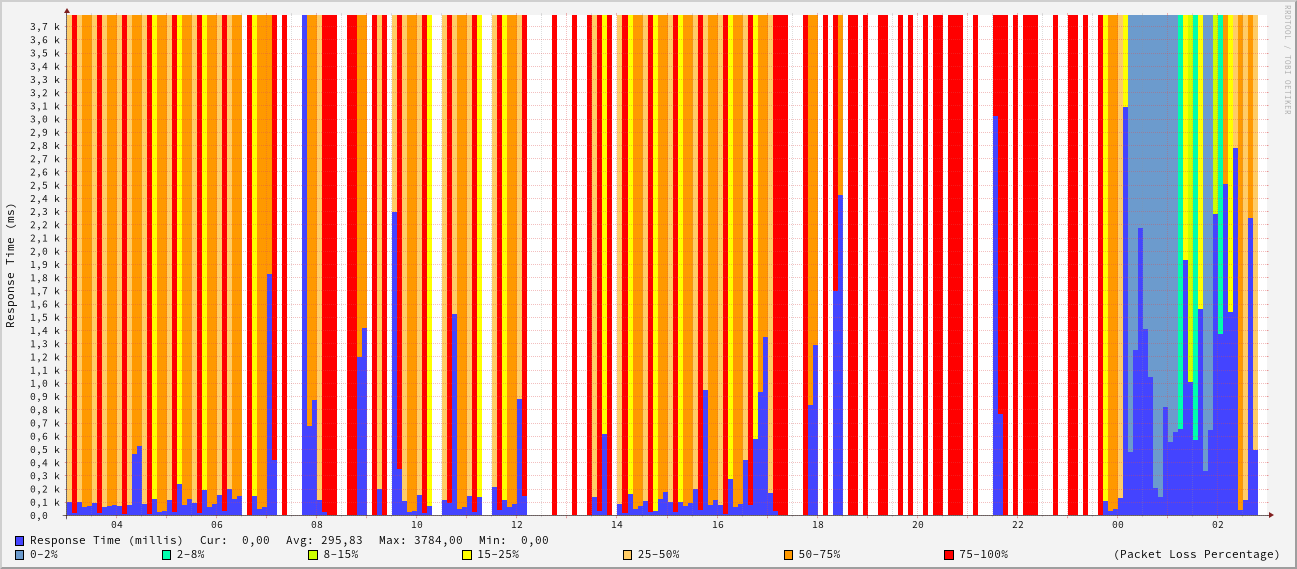 RRDTOOL / TOBI OETIKER
Response Time (ms)
3,7 k
3,6 k
3,5 k
3,4 k
3,3 k
3,2 k
3,1 k
3,0 k
2,9 k
2,8 k
2,7 k
2,6 k
2,5 k
2,4 k
2,3 k
2,2 k
2,1 k
2,0 k
1,9 k
1,8 k
1,7 k
1,6 k
1,5 k
1,4 k
1,3 k
1,2 k
1,1 k
1,0 k
0,9 k
0,8 k
0,7 k
0,6 k
0,5 k
0,4 k
0,3 k
0,2 k
0,1 k
0,0
04 06 08 10 12 14 16 18 20 22 00 02
Response Time (millis) Cur: 0,00 Avg: 295,83 Max: 3784,00 Min: 0,00
0-2% 2-8% 8-15% 15-25% 25-50% 50-75% 75-100% (Packet Loss Percentage)